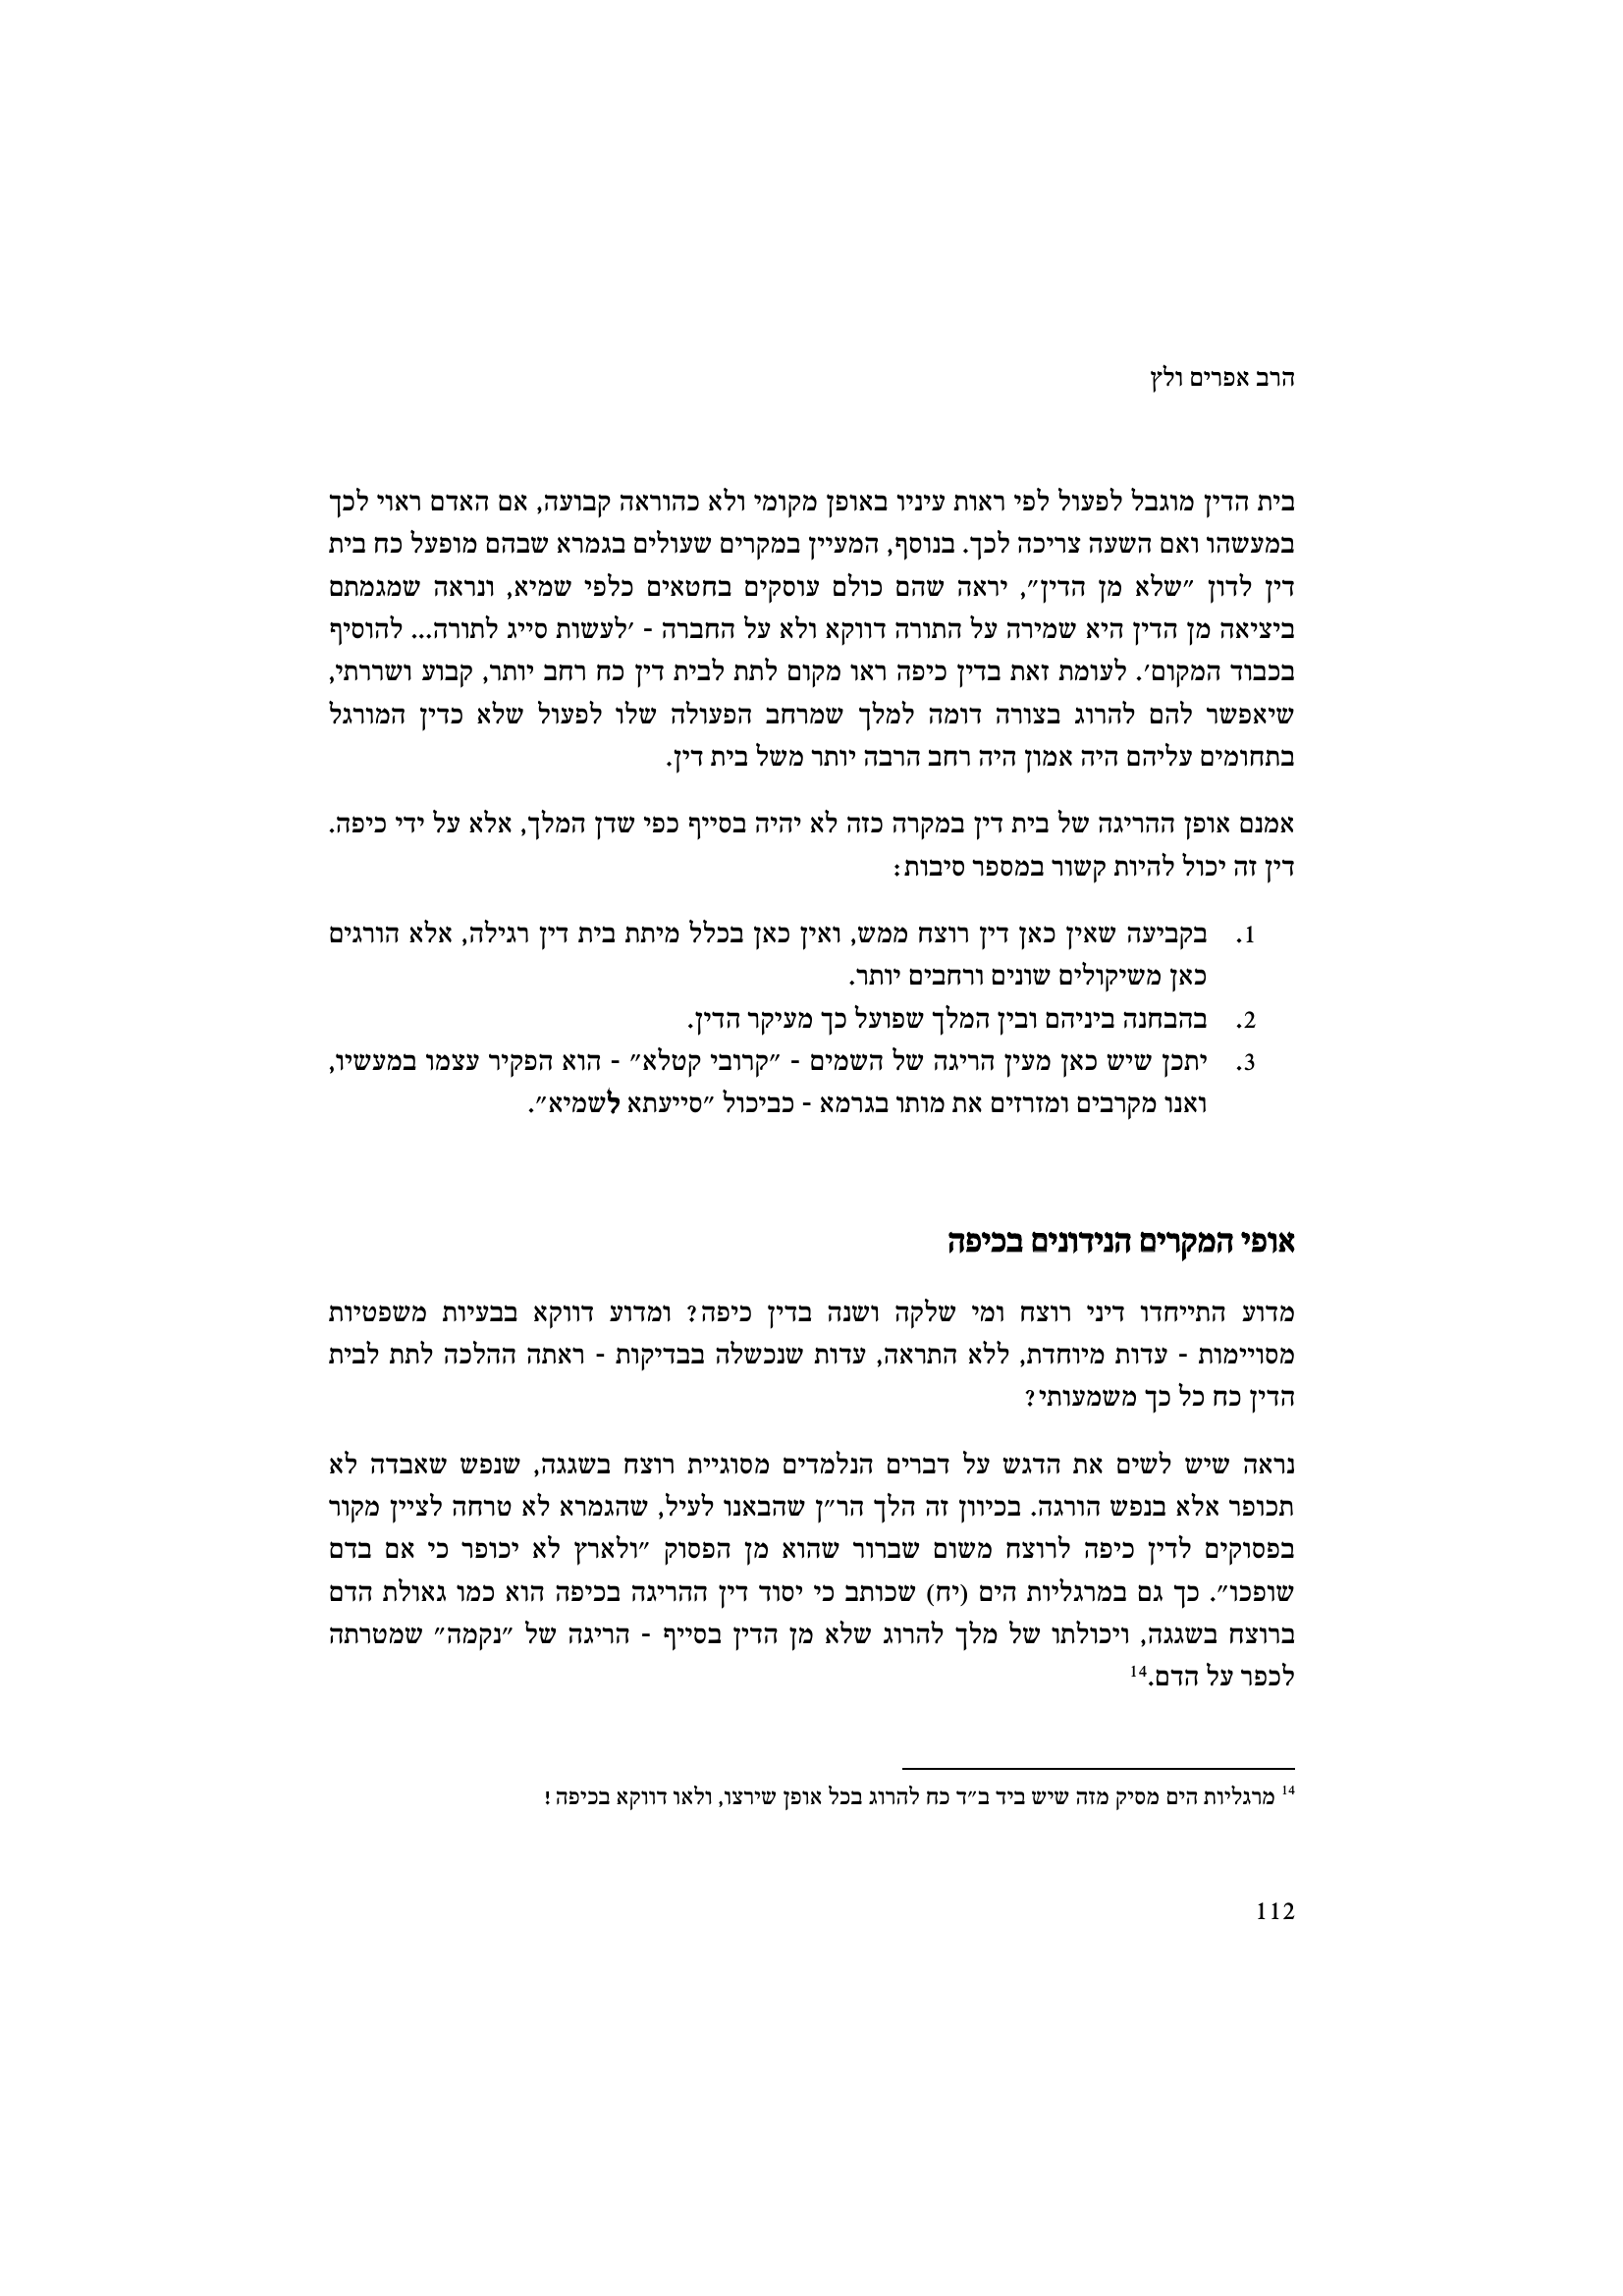 הרב אפרים ולץ
בית הדין מוגבל לפעול לפי ראות עיניו באופן מקומי ולא כהוראה קבועה, אם האדם ראוי לכך
במעשהו ואם השעה צריכה לכך. בנוסף, המעיין במקרים שעולים בגמרא שבהם מופעל כח בית
דין לדון ״שלא מן הדין״, יראה שהם כולם עוסקים בחטאים כלפי שמיא, ונראה שמגמתם
ביציאה מן הדין היא שמירה על התורה דווקא ולא על החברה - ׳לעשות סייג לתורה... להוסיף
בכבוד המקום׳. לעומת זאת בדין כיפה ראו מקום לתת לבית דין כח רחב יותר, קבוע ושררתי,
שיאפשר להם להרוג בצורה דומה למלך שמרחב הפעולה שלו לפעול שלא כדין המורגל
בתחומים עליהם היה אמון היה רחב הרבה יותר משל בית דין.
אמנם אופן ההריגה של בית דין במקרה כזה לא יהיה בסייף כפי שדן המלך, אלא על ידי כיפה.
דין זה יכול להיות קשור במספר סיבות:
1. בקביעה שאין כאן דין רוצח ממש, ואין כאן בכלל מיתת בית דין רגילה, אלא הורגים
כאן משיקולים שונים ורחבים יותר.
2. בהבחנה ביניהם ובין המלך שפועל כך מעיקר הדין.
3. יתכן שיש כאן מעין הריגה של השמים - ״קרובי קטלא״ - הוא הפקיר עצמו במעשיו,
ואנו מקרבים ומזרזים את מותו בגרמא - כביכול ״סייעתא לשמיא״.
אופי המקרים הנידונים בכיפה
מדוע התייחדו דיני רוצח ומי שלקה ושנה בדין כיפה? ומדוע דווקא בבעיות משפטיות
מסויימות - עדות מיוחדת, ללא התראה, עדות שנכשלה בבדיקות - ראתה ההלכה לתת לבית
הדין כח כל כך משמעותי?
נראה שיש לשים את הדגש על דברים הנלמדים מסוגיית רוצח בשגגה, שנפש שאבדה לא
תכופר אלא בנפש הורגה. בכיוון זה הלך הר״ן שהבאנו לעיל, שהגמרא לא טרחה לציין מקור
בפסוקים לדין כיפה לרוצח משום שברור שהוא מן הפסוק ״ולארץ לא יכופר כי אם בדם
שופכו״. כך גם במרגליות הים (יח) שכותב כי יסוד דין ההריגה בכיפה הוא כמו גאולת הדם
ברוצח בשגגה, ויכולתו של מלך להרוג שלא מן הדין בסייף - הריגה של ״נקמה״ שמטרתה
לכפר על הדם.14
14 מרגליות הים מסיק מזה שיש ביד ב״ד כח להרוג בכל אופן שירצו, ולאו דווקא בכיפה!
112